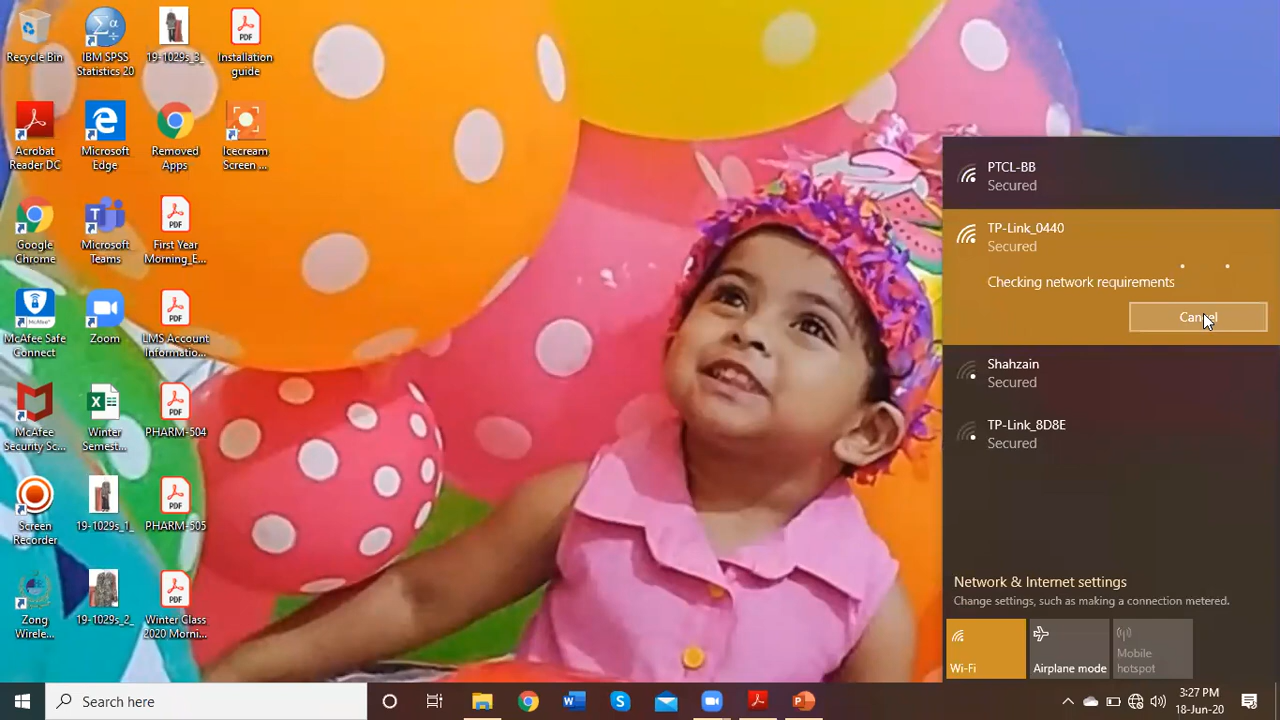 Recycle Bin
IBM SPSS
Statistics 20
19-1029s_3_
Installation
guide
Acrobat
Reader DC
Microsoft
Edge
Removed
Apps
Icecream
Screen ...
Google
Chrome
Microsoft
Teams
First Year
Morning_E...
McAfee Safe
Connect
Zoom
LMS Account
Informatio...
McAfee
Security Sc...
Winter
Semest...
PHARM-504
Screen
Recorder
19-1029s_1_
PHARM-505
Zong
Wirele...
19-1029s_2_
Winter Class
2020 Morni...
PTCL-BB
Secured
TP-Link_0440
Secured
Checking network requirements
Cancel
Shahzain
Secured
TP-Link_8D8E
Secured
Network & Internet settings
Change settings, such as making a connection metered.
Wi-Fi
Airplane mode
Mobile
hotspot
Search here
3:27 PM
18-Jun-20